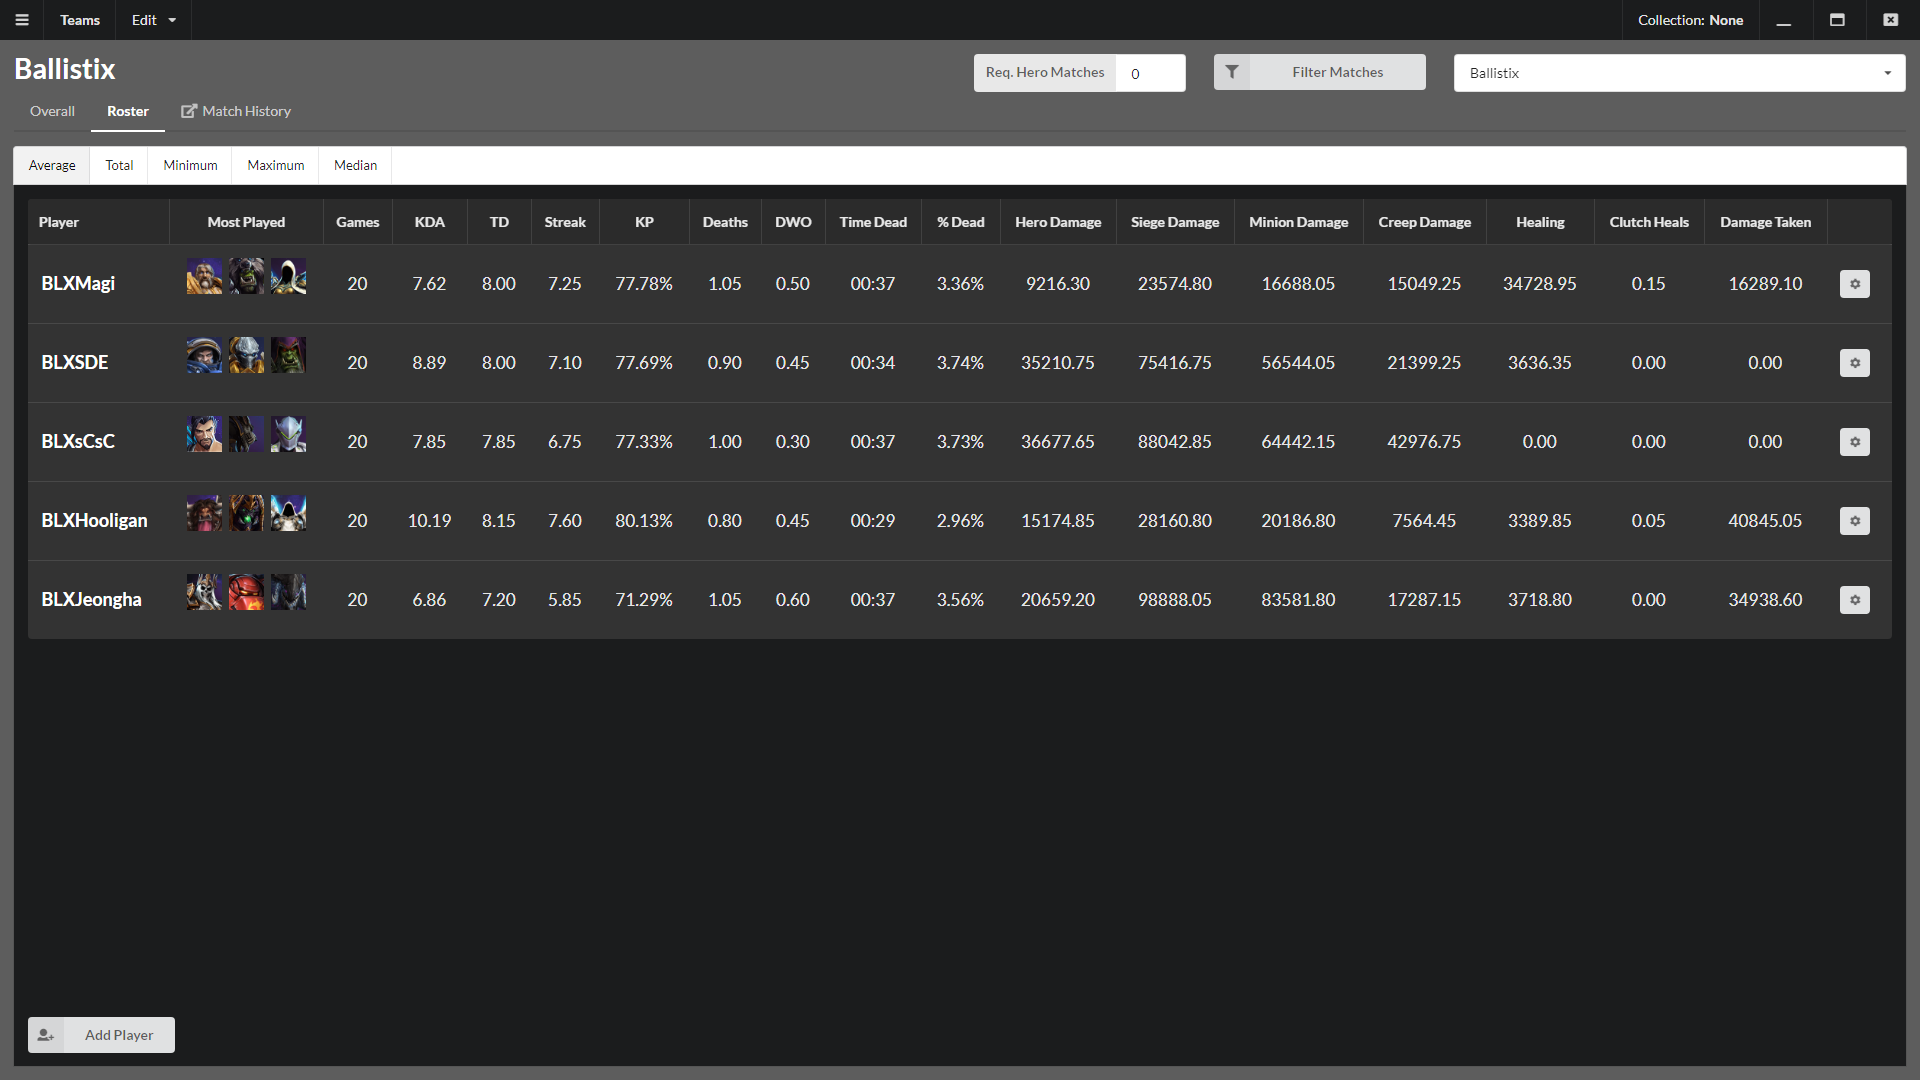 Teams Edit Collection: None
Ballistix Req. Hero Matches 0 Filter Matches Ballistix
Overall Roster Match History
Average Total Minimum Maximum Median
Player Most Played Games KDA TD Streak KP Deaths DWO Time Dead % Dead Hero Damage Siege Damage Minion Damage Creep Damage Healing Clutch Heals Damage Taken
BLXMagi 20 7.62 8.00 7.25 77.78% 1.05 0.50 00:37 3.36% 9216.30 23574.80 16688.05 15049.25 34728.95 0.15 16289.10
BLXSDE 20 8.89 8.00 7.10 77.69% 0.90 0.45 00:34 3.74% 35210.75 75416.75 56544.05 21399.25 3636.35 0.00 0.00
BLXsCsC 20 7.85 7.85 6.75 77.33% 1.00 0.30 00:37 3.73% 36677.65 88042.85 64442.15 42976.75 0.00 0.00 0.00
BLXHooligan 20 10.19 8.15 7.60 80.13% 0.80 0.45 00:29 2.96% 15174.85 28160.80 20186.80 7564.45 3389.85 0.05 40845.05
BLXJeongha 20 6.86 7.20 5.85 71.29% 1.05 0.60 00:37 3.56% 20659.20 98888.05 83581.80 17287.15 3718.80 0.00 34938.60
Add Player